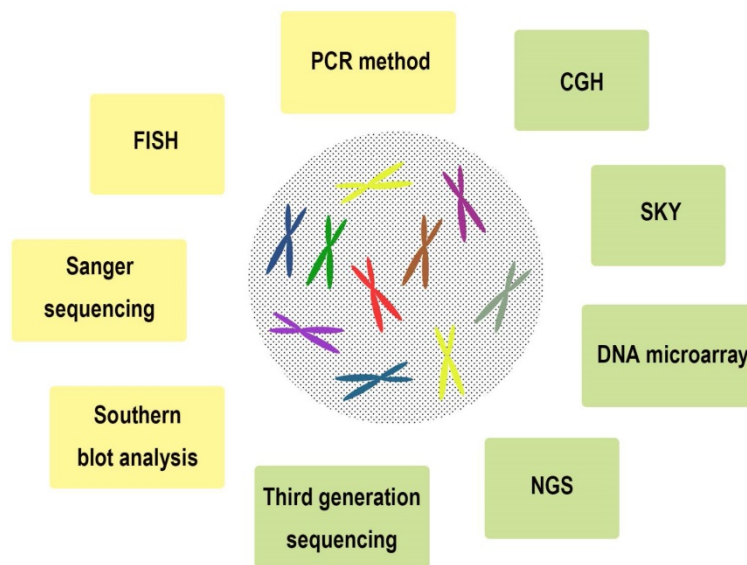 PCR method
CGH
FISH
SKY
Sanger
sequencing
DNA microarray
Southern
blot analysis
NGS
Third generation
sequencing